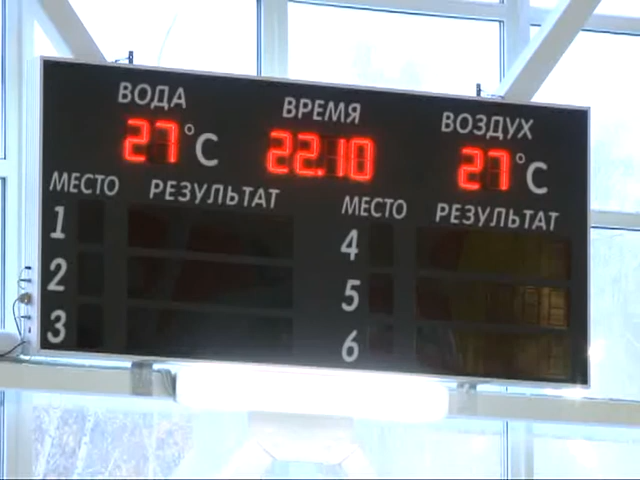 ВОДА ВРЕМЯ ВОЗДУХ
27°C 22.10 27°C
МЕСТО РЕЗУЛЬТАТ МЕСТО РЕЗУЛЬТАТ
1 4
2 5
3 6